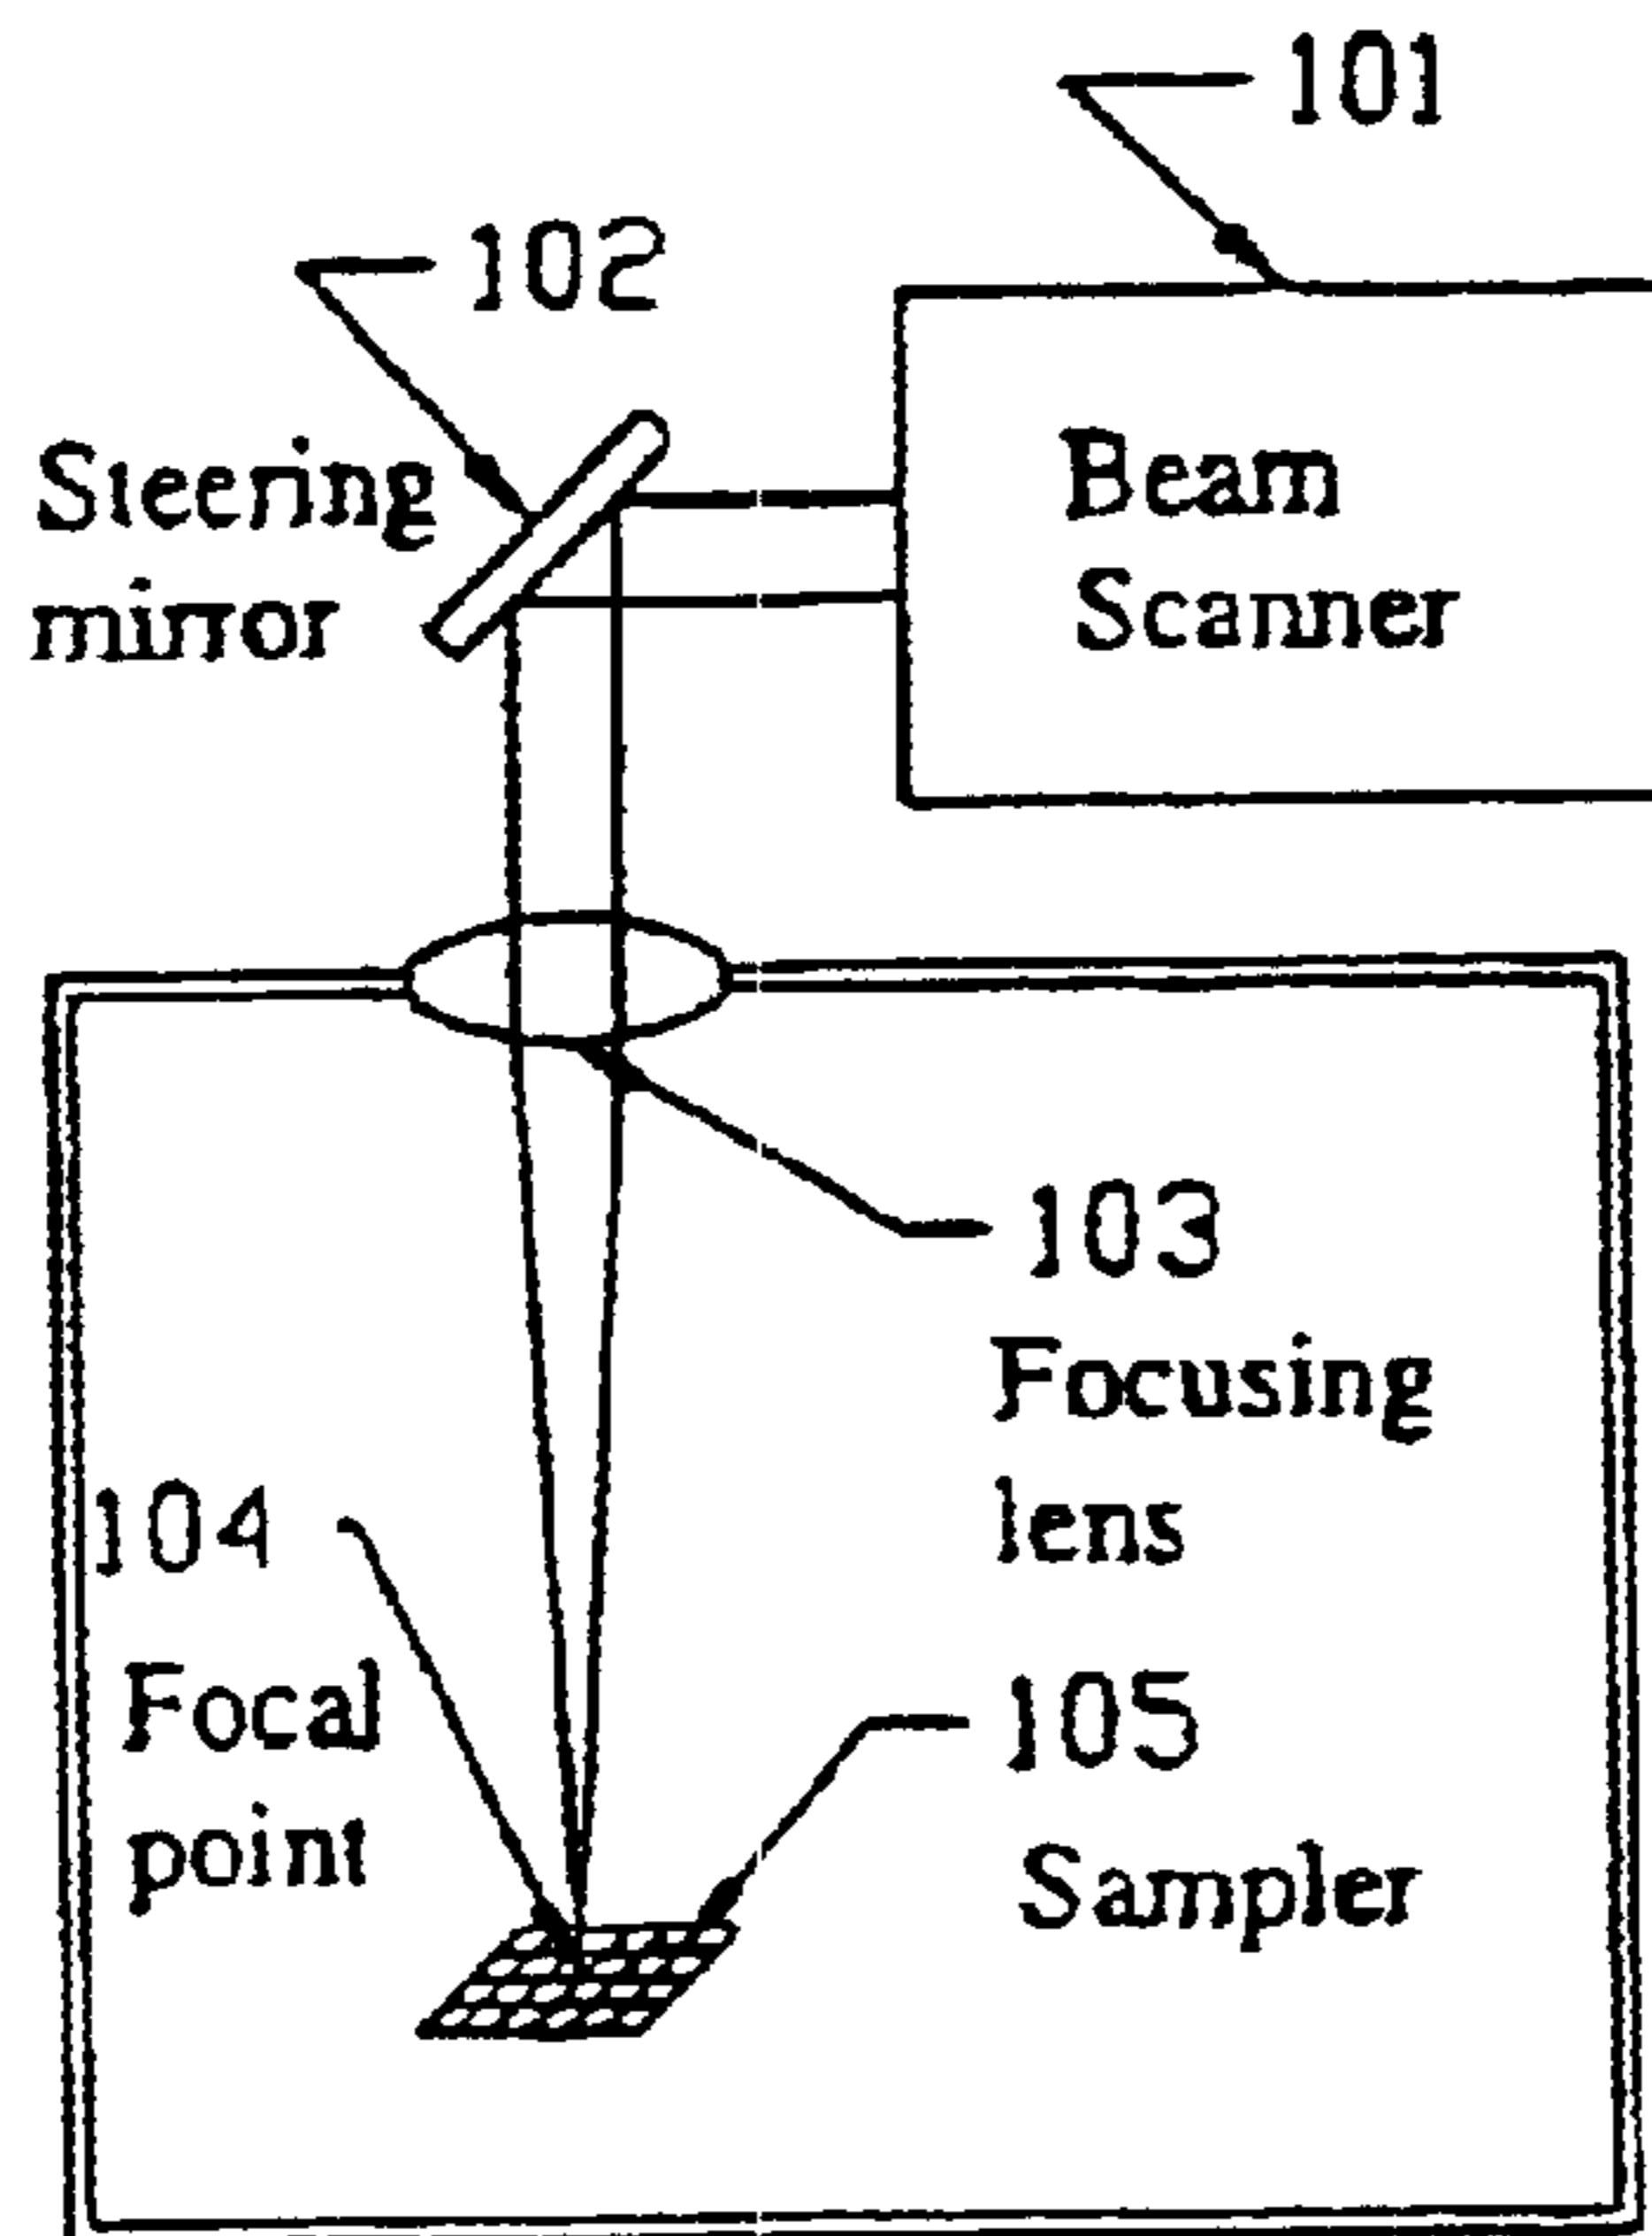 101
102
Steering
mirror
Beam
Scanner
103
Focusing
lens
104
Focal
point
105
Sampler